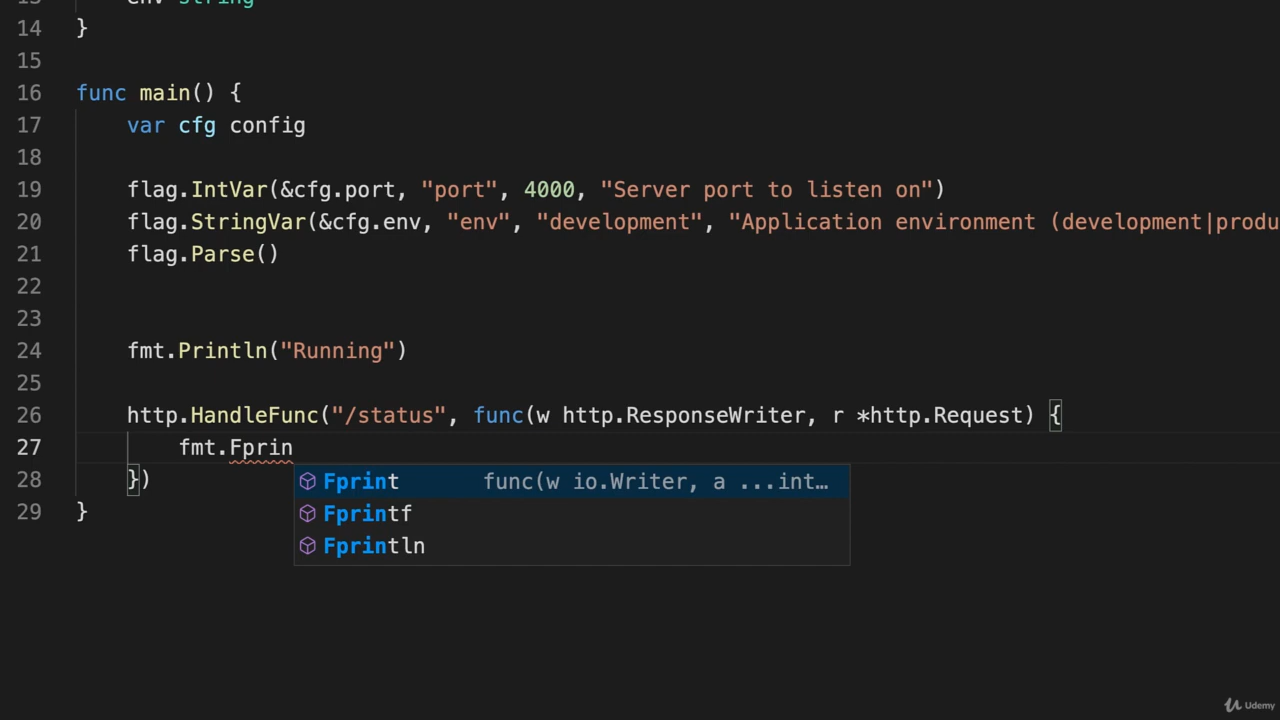 13 env string
14 }
15
16 func main() {
17 var cfg config
18
19 flag.IntVar(&cfg.port, "port", 4000, "Server port to listen on")
20 flag.StringVar(&cfg.env, "env", "development", "Application environment (development|produ
21 flag.Parse()
22
23
24 fmt.Println("Running")
25
26 http.HandleFunc("/status", func(w http.ResponseWriter, r *http.Request) {
27 fmt.Fprin
Fprint func(w io.Writer, a ...int…
28 })
Fprintf
29 }
Fprintln
Udemy